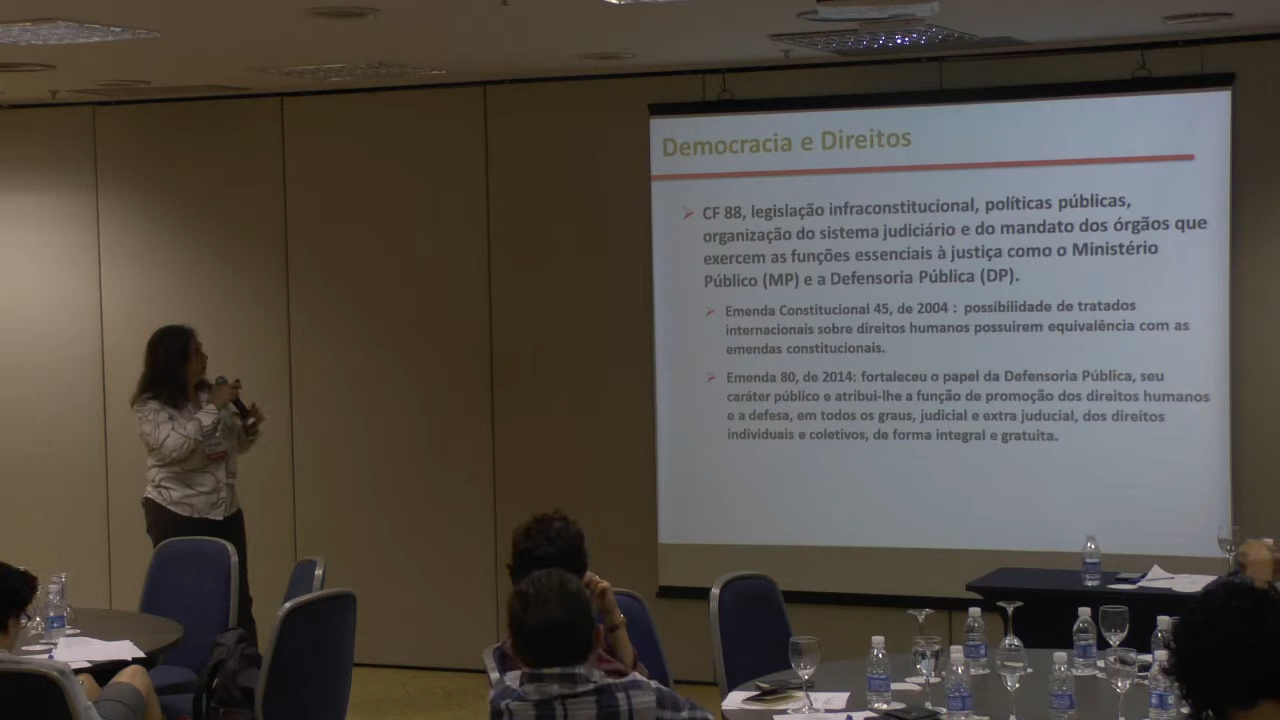 Democracia e Direitos
CF 88, legislação infraconstitucional, políticas públicas,
organização do sistema judiciário e do mandato dos órgãos que
exercem as funções essenciais à justiça como o Ministério
Público (MP) e a Defensoria Pública (DP).
Emenda Constitucional 45, de 2004 : possibilidade de tratados
internacionais sobre direitos humanos possuirem equivalência com as
emendas constitucionais.
Emenda 80, de 2014: fortaleceu o papel da Defensoria Pública, seu
caráter público e atribui-lhe a função de promoção dos direitos humanos
e a defesa, em todos os graus, judicial e extra juducial, dos direitos
individuais e coletivos, de forma integral e gratuita.